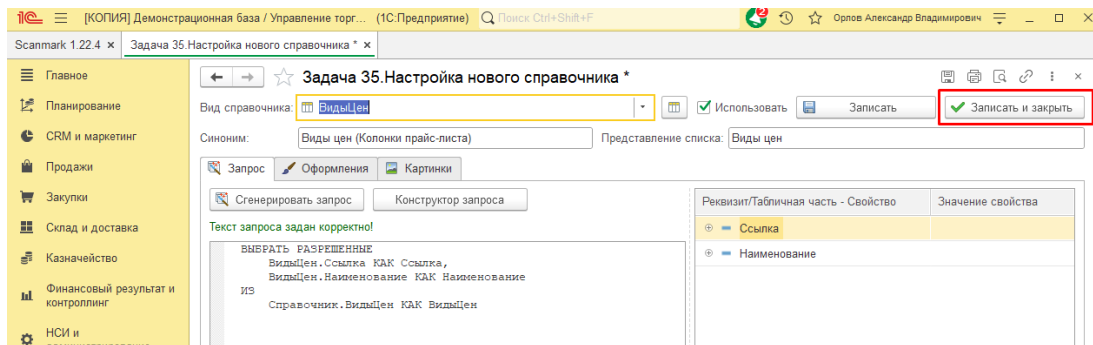 [КОПИЯ] Демонстрационная база / Управление торг... (1С:Предприятие) Поиск Ctrl+Shift+F 2 Орлов Александр Владимирович
Scanmark 1.22.4 × Задача 35.Настройка нового справочника * ×
Главное
Планирование
CRM и маркетинг
Продажи
Закупки
Склад и доставка
Казначейство
Финансовый результат и
контроллинг
НСИ и
Задача 35.Настройка нового справочника *
Вид справочника: ВидыЦен Использовать Записать Записать и закрыть
Синоним: Виды цен (Колонки прайс-листа) Представление списка: Виды цен
Запрос Оформления Картинки
Сгенерировать запрос Конструктор запроса
Текст запроса задан корректно!
ВЫБРАТЬ РАЗРЕШЕННЫЕ
ВидыЦен.Ссылка КАК Ссылка,
ВидыЦен.Наименование КАК Наименование
ИЗ
Справочник.ВидыЦен КАК ВидыЦен
Реквизит/Табличная часть - Свойство Значение свойства
Ссылка
Наименование